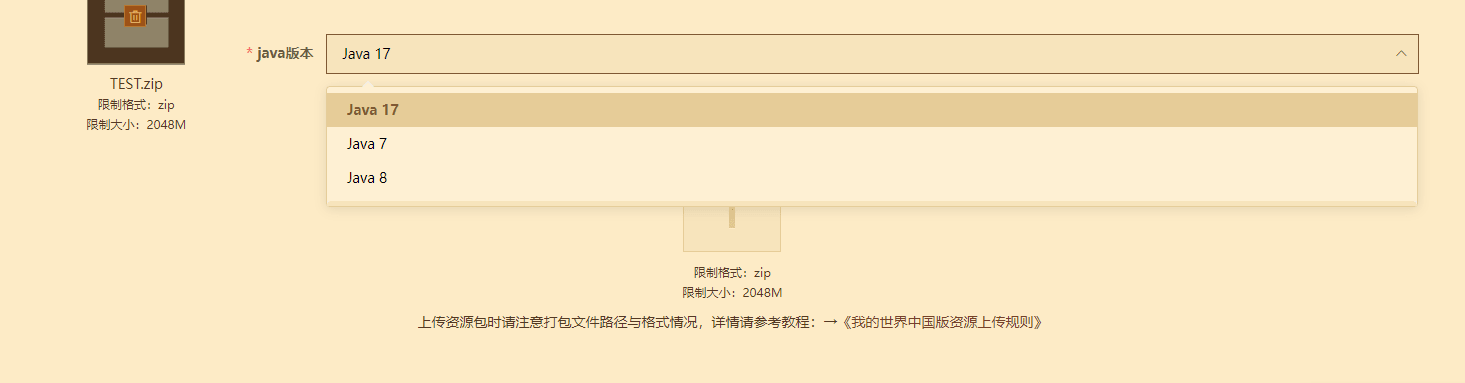 * java版本
Java 17
TEST.zip
限制格式：zip
限制大小：2048M
Java 17
Java 7
Java 8
限制格式：zip
限制大小：2048M
上传资源包时请注意打包文件路径与格式情况，详情请参考教程：→《我的世界中国版资源上传规则》